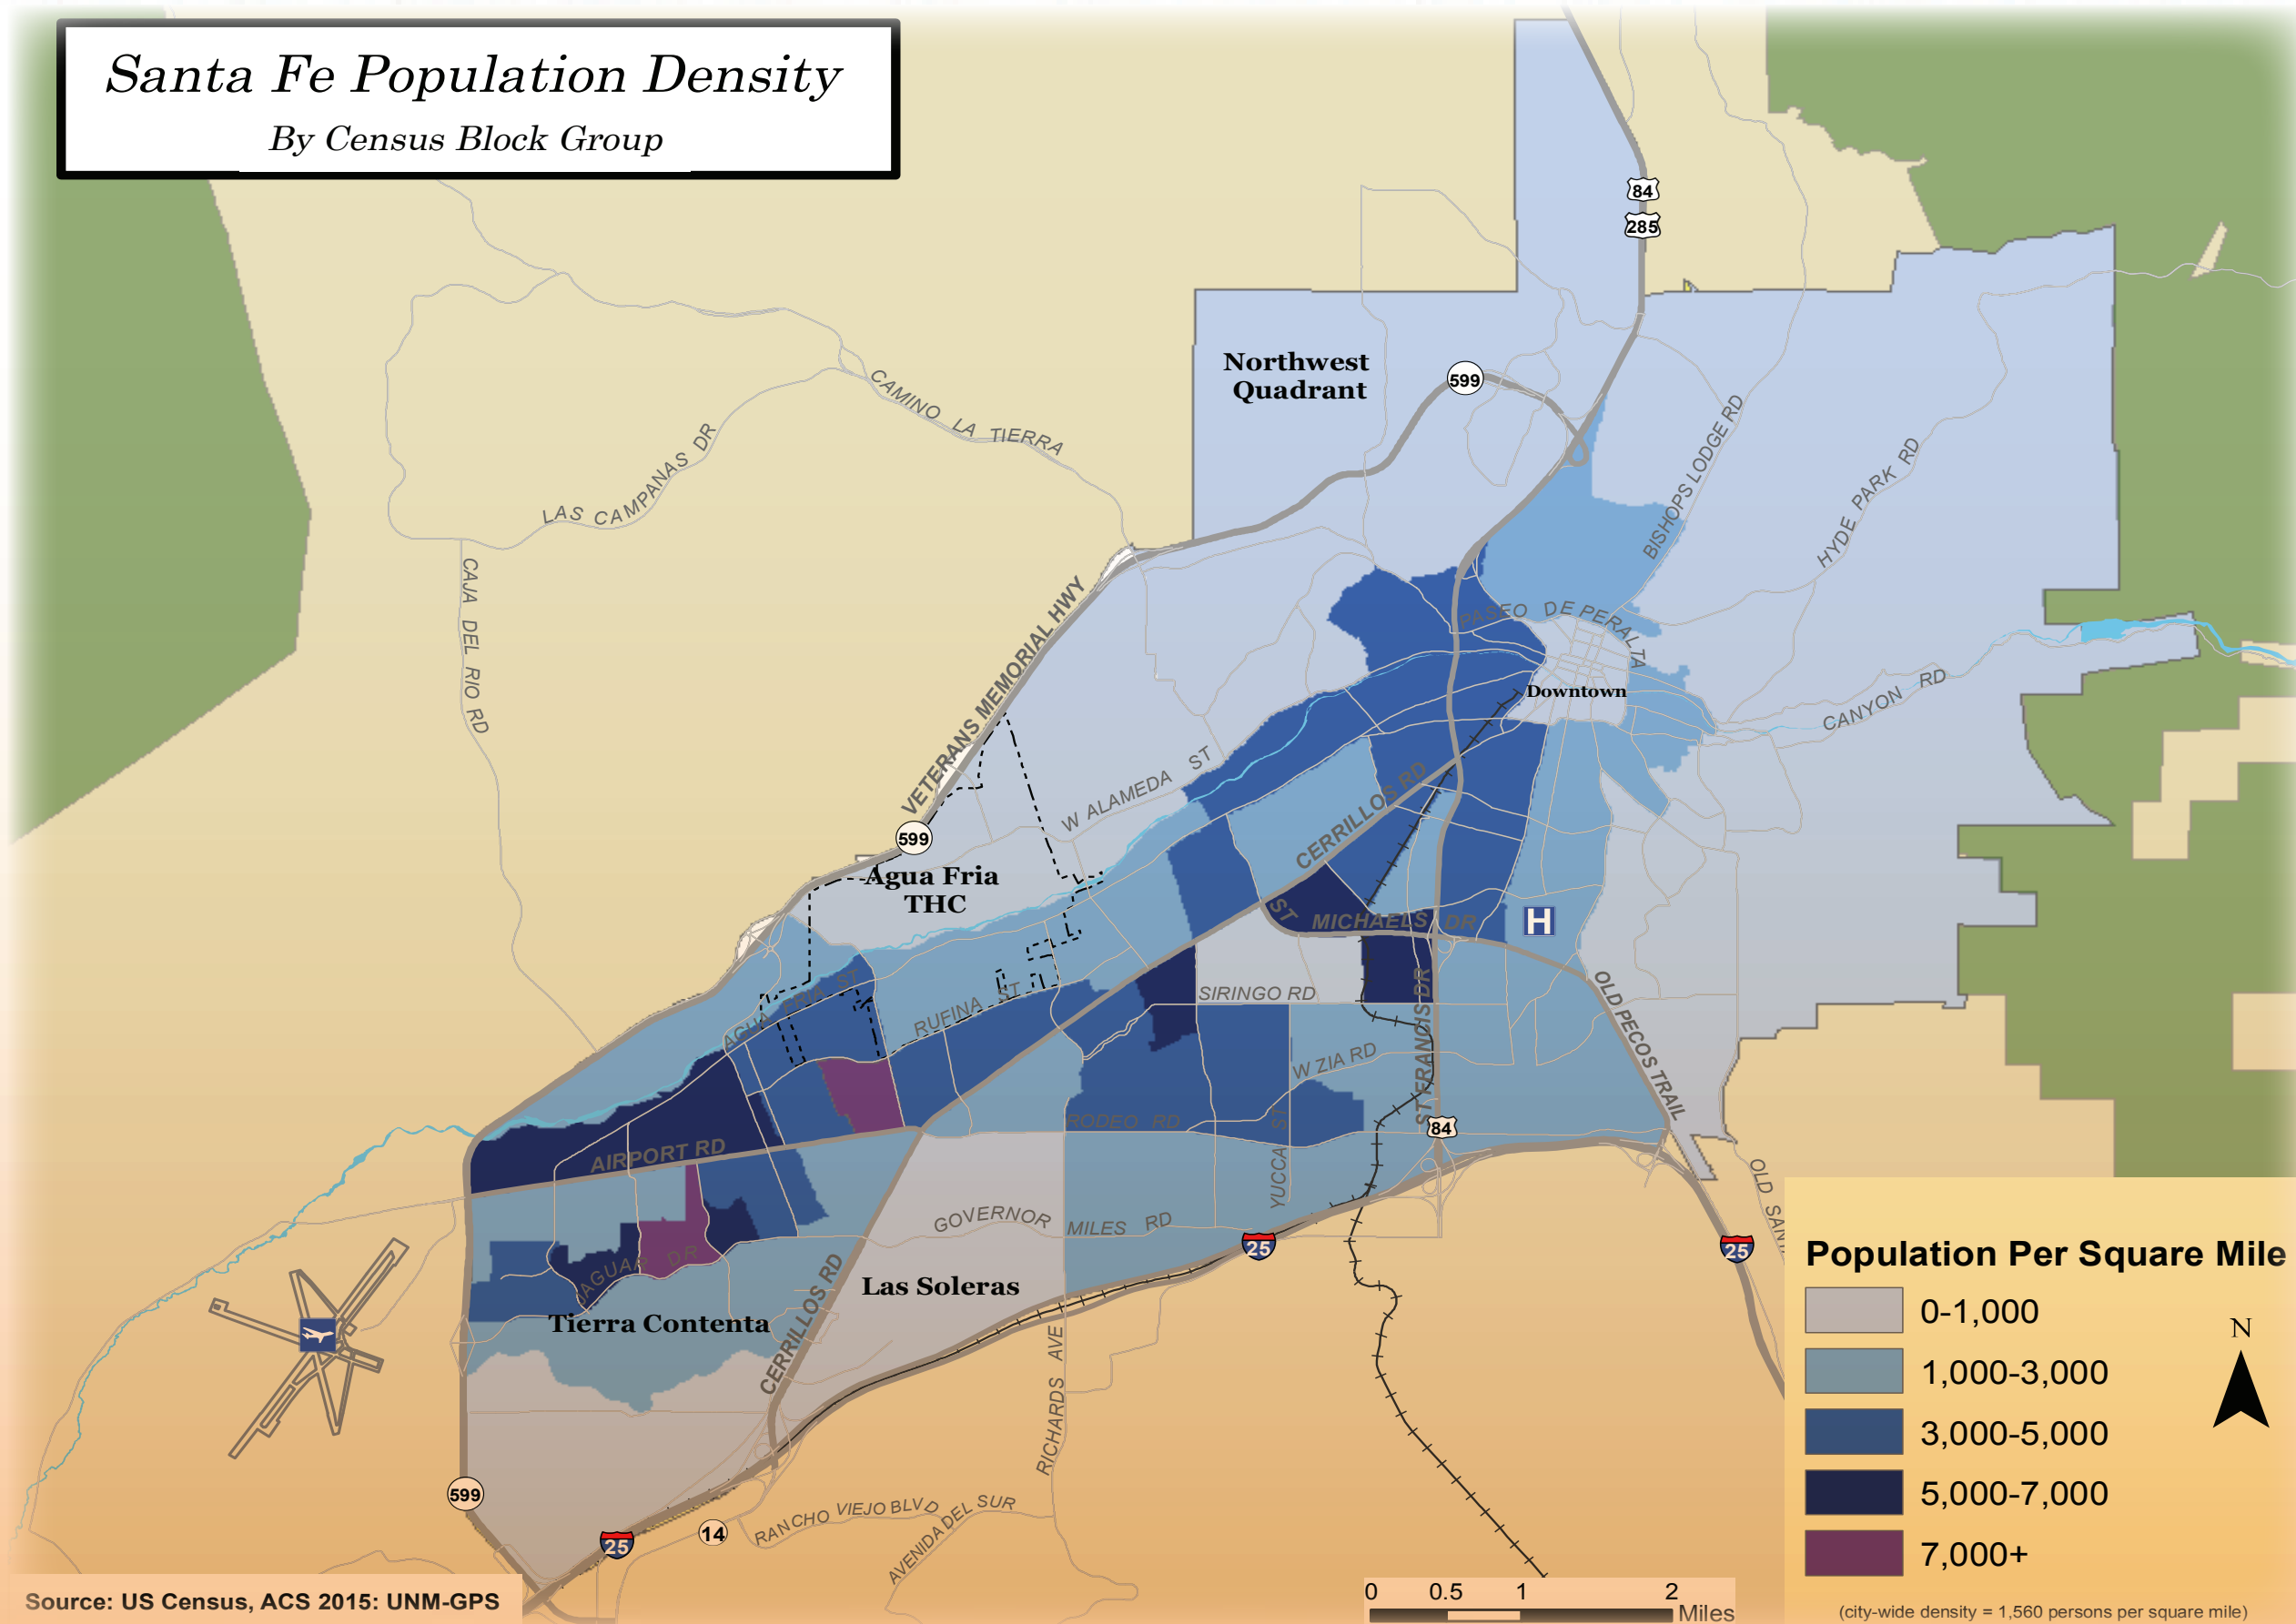 Santa Fe Population Density
By Census Block Group
84
285
Northwest
Quadrant
599
CAMINO LA TIERRA
LAS CAMPANAS DR
BISHOPS LODGE RD
HYDE PARK RD
CAJA DEL RIO RD
VETERANS MEMORIAL HWY
PASEO DE PERALTA
Downtown
CANYON RD
W ALAMEDA ST
CERRILLOS RD
599
Agua Fria
THC
ST MICHAELS DR
H
AGUA FRIA ST
RUFINA ST
SIRINGO RD
ST FRANCIS DR
OLD PECOS TRAIL
W ZIA RD
RODEO RD
84
AIRPORT RD
YUCCA ST
OLD SANT
GOVERNOR MILES RD
25
25
JAGUAR DR
Las Soleras
Tierra Contenta
CERRILLOS RD
RICHARDS AVE
599
25
14
RANCHO VIEJO BLVD
AVENIDA DEL SUR
Population Per Square Mile
0-1,000
1,000-3,000
3,000-5,000
5,000-7,000
7,000+
N
(city-wide density = 1,560 persons per square mile)
0 0.5 1 2
Miles
Source: US Census, ACS 2015: UNM-GPS